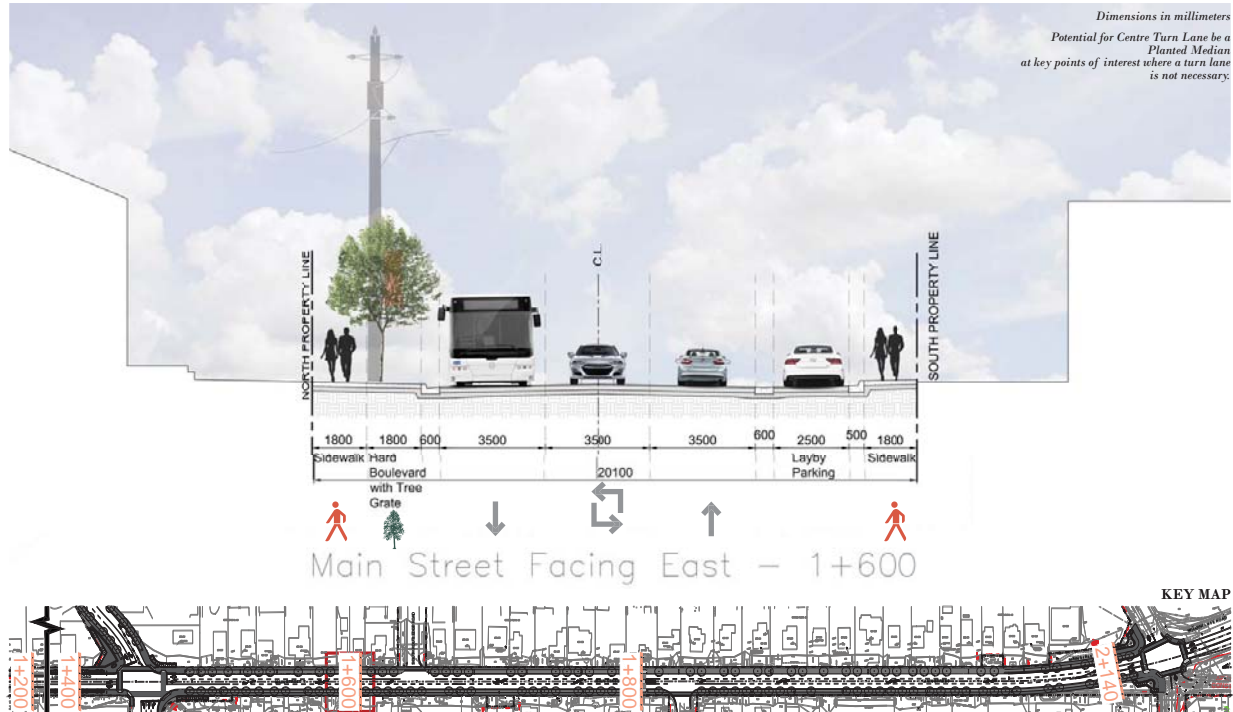 Dimensions in millimeters
Potential for Centre Turn Lane be a
Planted Median
at key points of interest where a turn lane
is not necessary.
NORTH PROPERTY LINE
C.L.
SOUTH PROPERTY LINE
1800 1800 600 3500 3500 3500 600 2500 500 1800
Sidewalk Hard Boulevard with Tree Grate
Layby Parking
Sidewalk
20100
Main Street Facing East - 1+600
KEY MAP
1+200
1+400
1+600
1+800
2+140